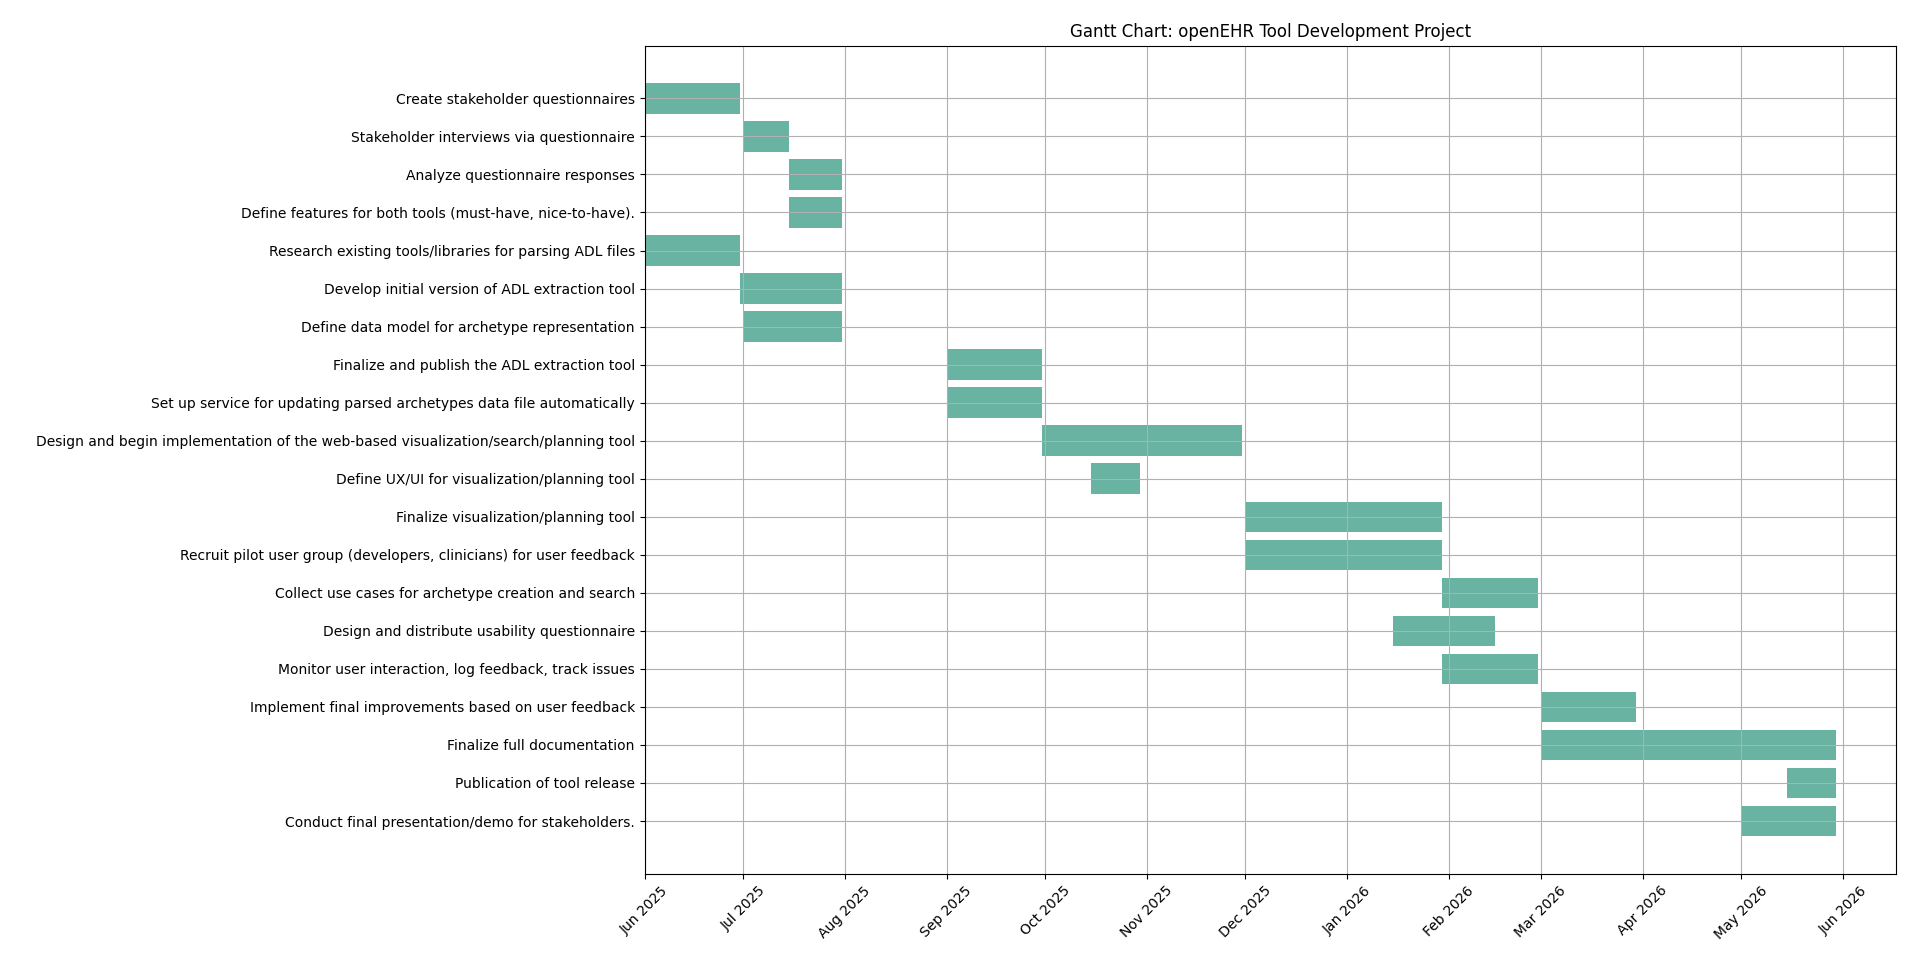 Gantt Chart: openEHR Tool Development Project
Create stakeholder questionnaires
Stakeholder interviews via questionnaire
Analyze questionnaire responses
Define features for both tools (must-have, nice-to-have).
Research existing tools/libraries for parsing ADL files
Develop initial version of ADL extraction tool
Define data model for archetype representation
Finalize and publish the ADL extraction tool
Set up service for updating parsed archetypes data file automatically
Design and begin implementation of the web-based visualization/search/planning tool
Define UX/UI for visualization/planning tool
Finalize visualization/planning tool
Recruit pilot user group (developers, clinicians) for user feedback
Collect use cases for archetype creation and search
Design and distribute usability questionnaire
Monitor user interaction, log feedback, track issues
Implement final improvements based on user feedback
Finalize full documentation
Publication of tool release
Conduct final presentation/demo for stakeholders.
Jun 2025
Jul 2025
Aug 2025
Sep 2025
Oct 2025
Nov 2025
Dec 2025
Jan 2026
Feb 2026
Mar 2026
Apr 2026
May 2026
Jun 2026